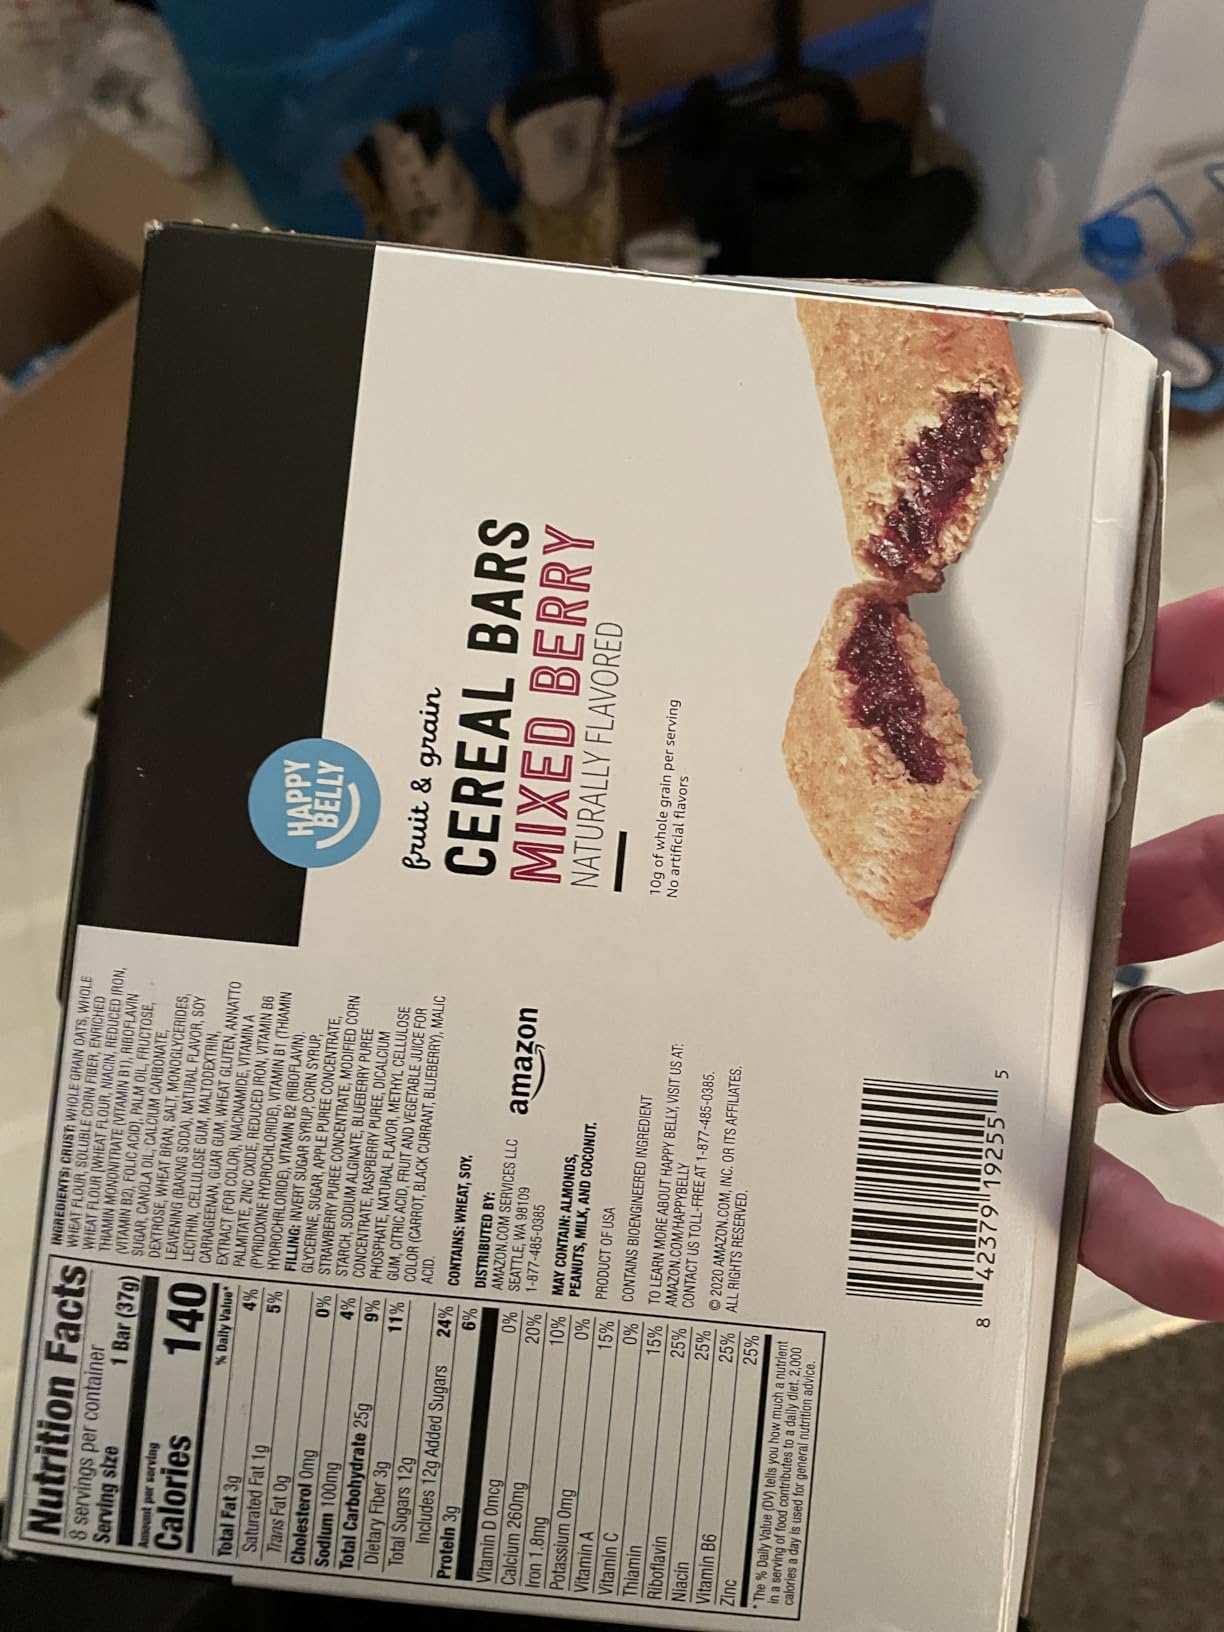 HAPPY
BELLY
fruit & grain
CEREAL BARS
MIXED BERRY
NATURALLY FLAVORED
10g of whole grain per serving
No artificial flavors
Nutrition Facts
8 servings per container
Serving size 1 Bar (37g)
Amount per serving
Calories 140
% Daily Value*
Total Fat 3g 4%
Saturated Fat 1g 5%
Trans Fat 0g
Cholesterol 0mg 0%
Sodium 100mg 4%
Total Carbohydrate 25g 9%
Dietary Fiber 3g 11%
Total Sugars 12g
Includes 12g Added Sugars 24%
Protein 3g 6%
Vitamin D 0mcg 0%
Calcium 260mg 20%
Iron 1.8mg 10%
Potassium 0mg 0%
Vitamin A 15%
Vitamin C 0%
Thiamin 15%
Riboflavin 25%
Niacin 25%
Vitamin B6 25%
Zinc 25%
* The % Daily Value (DV) tells you how much a nutrient
in a serving of food contributes to a daily diet. 2,000
calories a day is used for general nutrition advice.
INGREDIENTS: CRUST: WHOLE GRAIN OATS, WHOLE
WHEAT FLOUR, SOLUBLE CORN FIBER, ENRICHED
WHEAT FLOUR (WHEAT FLOUR, NIACIN, REDUCED IRON,
THIAMIN MONONITRATE (VITAMIN B1), RIBOFLAVIN
(VITAMIN B2), FOLIC ACID), PALM OIL, FRUCTOSE,
SUGAR, CANOLA OIL, CALCIUM CARBONATE,
DEXTROSE, WHEAT BRAN, SALT, MONOGLYCERIDES,
LEAVENING (BAKING SODA), NATURAL FLAVOR, SOY
LECITHIN, CELLULOSE GUM, MALTODEXTRIN,
CARRAGEENAN, GUAR GUM, WHEAT GLUTEN, ANNATTO
EXTRACT (FOR COLOR), NIACINAMIDE, VITAMIN A
PALMITATE, ZINC OXIDE, REDUCED IRON, VITAMIN B6
(PYRIDOXINE HYDROCHLORIDE), VITAMIN B1 (THIAMIN
HYDROCHLORIDE, VITAMIN B2 (RIBOFLAVIN).
FILLING: INVERT SUGAR SYRUP, CORN SYRUP,
GLYCERINE, SUGAR, APPLE PUREE CONCENTRATE,
STRAWBERRY PUREE CONCENTRATE, MODIFIED CORN
STARCH, SODIUM ALGINATE, BLUEBERRY PUREE
CONCENTRATE, RASPBERRY PUREE, DICALCIUM
PHOSPHATE, NATURAL FLAVOR, METHYL CELLULOSE
GUM, CITRIC ACID, FRUIT AND VEGETABLE JUICE FOR
COLOR (CARROT, BLACK CURRANT, BLUEBERRY), MALIC
ACID.
CONTAINS: WHEAT, SOY.
DISTRIBUTED BY:
AMAZON.COM SERVICES LLC
SEATTLE, WA 98109
1-877-485-0385
amazon
MAY CONTAIN: ALMONDS,
PEANUTS, MILK, AND COCONUT.
PRODUCT OF USA
CONTAINS BIOENGINEERED INGREDIENT
TO LEARN MORE ABOUT HAPPY BELLY, VISIT US AT:
AMAZON.COM/HAPPYBELLY
CONTACT US TOLL-FREE AT 1-877-485-0385.
© 2020 AMAZON.COM, INC. OR ITS AFFILIATES.
ALL RIGHTS RESERVED.
8 42379 19255 5